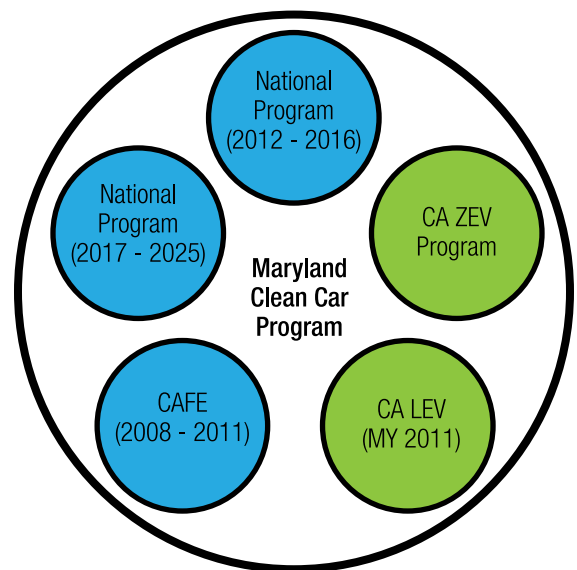 National
Program
(2012 - 2016)
National
Program
(2017 - 2025)
CA ZEV
Program
Maryland
Clean Car
Program
CAFE
(2008 - 2011)
CA LEV
(MY 2011)